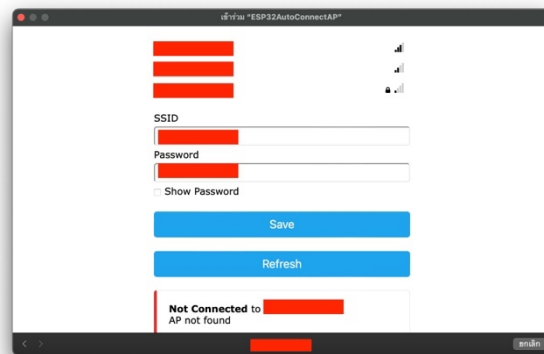 เข้าร่วม "ESP32AutoConnectAP"
SSID
Password
Show Password
Save
Refresh
Not Connected to
AP not found
ยกเลิก